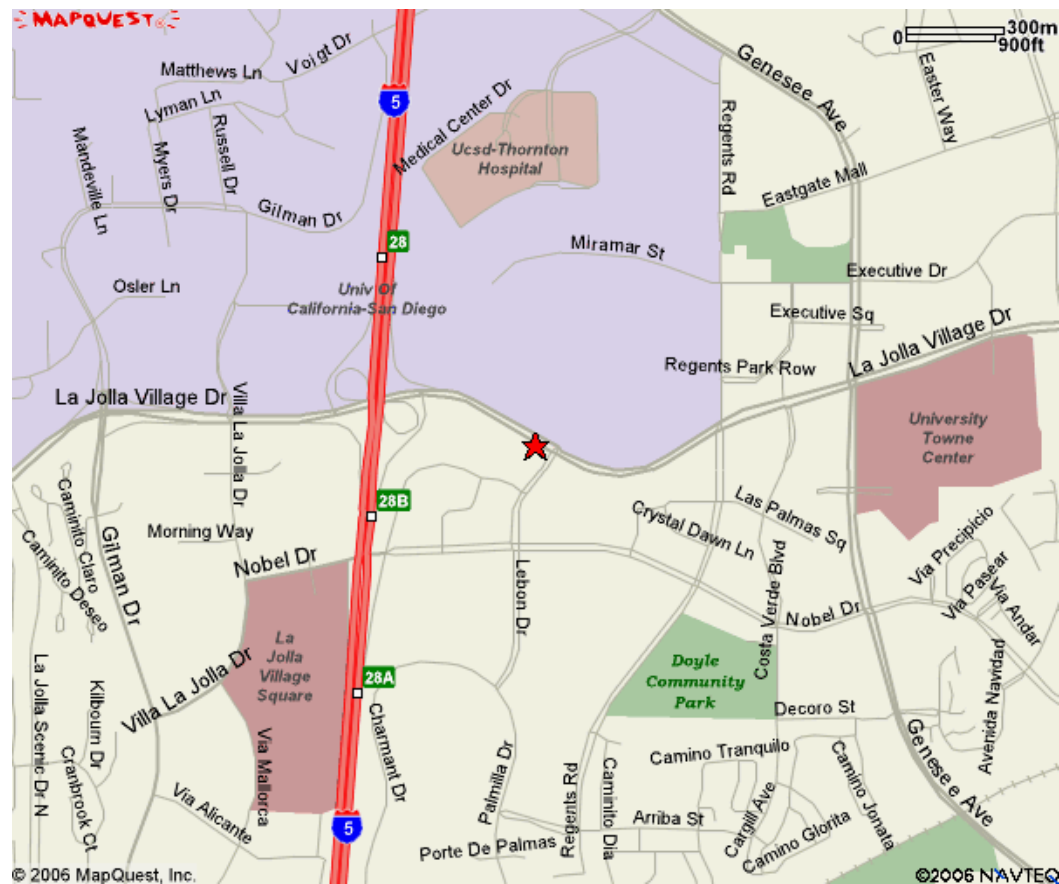 MAPQUEST
300m
0
900ft
Voigt Dr
Matthews Ln
Lyman Ln
Russell Dr
Mandeville Ln
Myers Dr
5
Medical Center Dr
Ucsd-Thornton
Hospital
Genesee Ave
Easter Way
Regents Rd
Eastgate Mall
Gilman Dr
28
Miramar St
Executive Dr
Osler Ln
Univ Of
California-San Diego
Executive Sq
La Jolla Village Dr
Regents Park Row
La Jolla Village Dr
Villa La Jolla Dr
University
Towne
Center
28B
Caminito Claro
Caminito Deseo
Gilman Dr
Morning Way
Nobel Dr
Las Palmas Sq
Crystal Dawn Ln
Via Precipicio
Via Pasear
Via Andar
Lebon Dr
Costa Verde Blvd
Nobel Dr
La
Jolla
Village
Square
Doyle
Community
Park
28A
Villa La Jolla Dr
La Jolla Scenic Dr N
Kilbourn Dr
Cranbrook Ct
Via Mallorca
Charmant Dr
Decoro St
Avenida Navidad
Camino Tranquilo
Genesee Ave
Palmilla Dr
Regents Rd
Caminito Dia
Via Alicante
Arriba St
Cargill Ave
Camino Glorita
Camino Jonata
5
Porte De Palmas
© 2006 MapQuest, Inc.
©2006 NAVTEQ